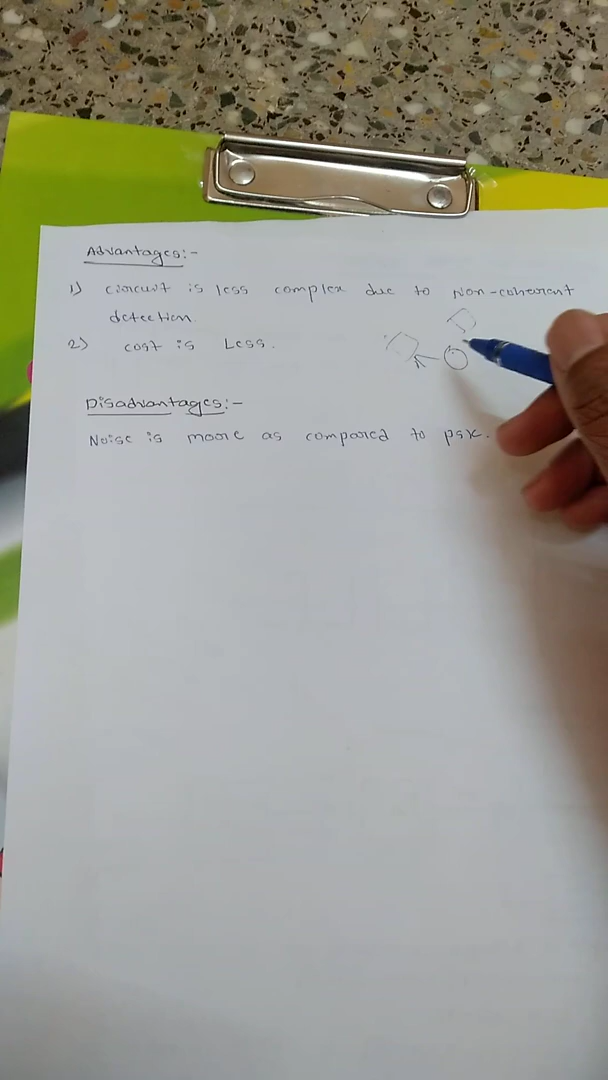 Advantages:-
1) circuit is less complex due to Non-coherent
detection.
2) cost is Less.
Disadvantages:-
Noise is more as compared to psk.